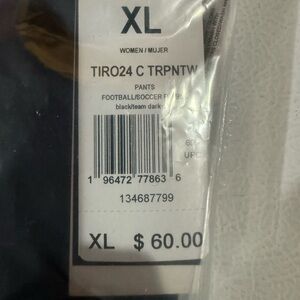 XL
WOMEN / MUJER
TIRO24 C TRPNTW
PANTS
FOOTBALL/SOCCER
black/team dark
UPC
1 96472 77863 6
134687799
XL $ 60.00